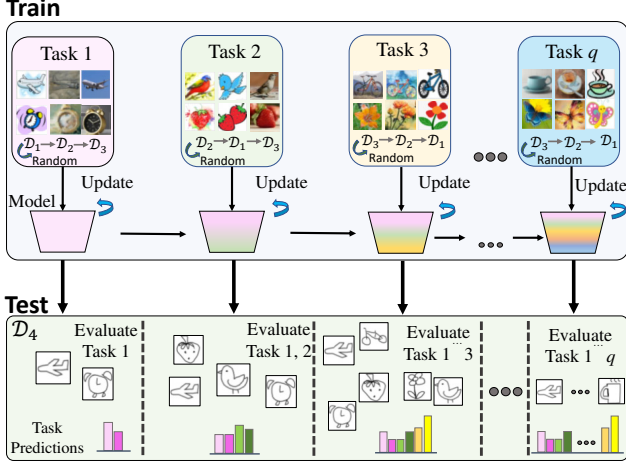 Train
Task 1
Task 2
Task 3
Task q
𝒟1 → 𝒟2 → 𝒟3
𝒟2 → 𝒟1 → 𝒟3
𝒟3 → 𝒟2 → 𝒟1
𝒟3 → 𝒟2 → 𝒟1
Random
Random
Random
Random
Update
Update
Update
Update
Model
Test
𝒟4
Evaluate
Task 1
Evaluate
Task 1, 2
Evaluate
Task 1 ... 3
Evaluate
Task 1 ... q
Task
Predictions